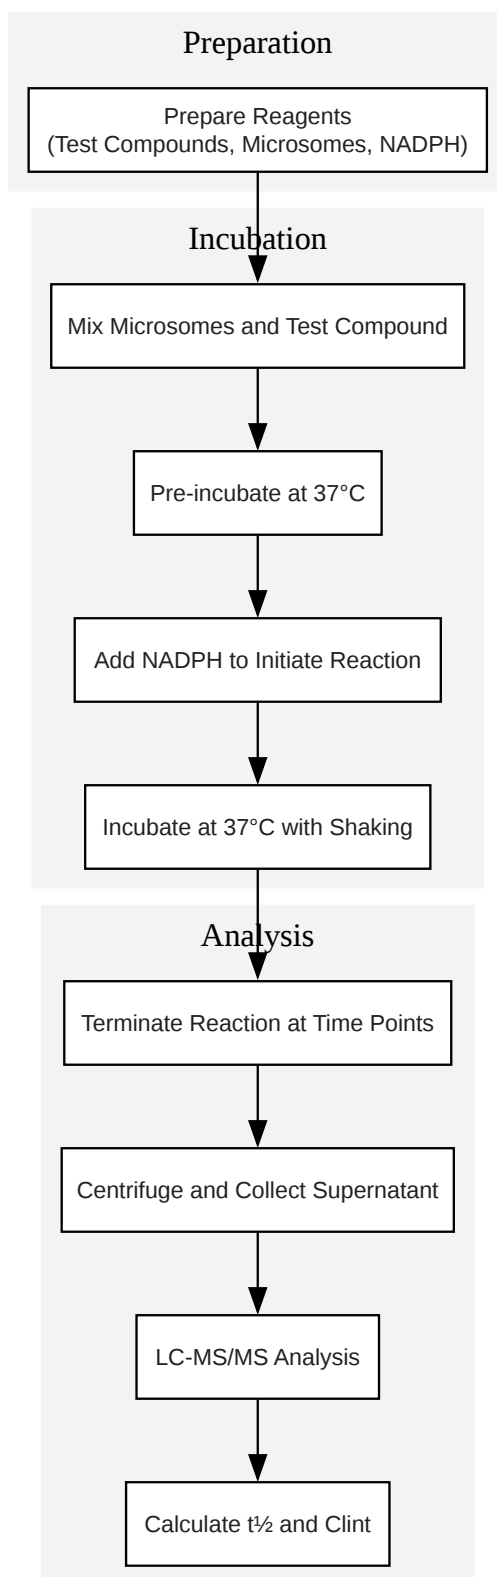 Preparation
Prepare Reagents
(Test Compounds, Microsomes, NADPH)
Incubation
Mix Microsomes and Test Compound
Pre-incubate at 37°C
Add NADPH to Initiate Reaction
Incubate at 37°C with Shaking
Analysis
Terminate Reaction at Time Points
Centrifuge and Collect Supernatant
LC-MS/MS Analysis
Calculate t½ and Clint